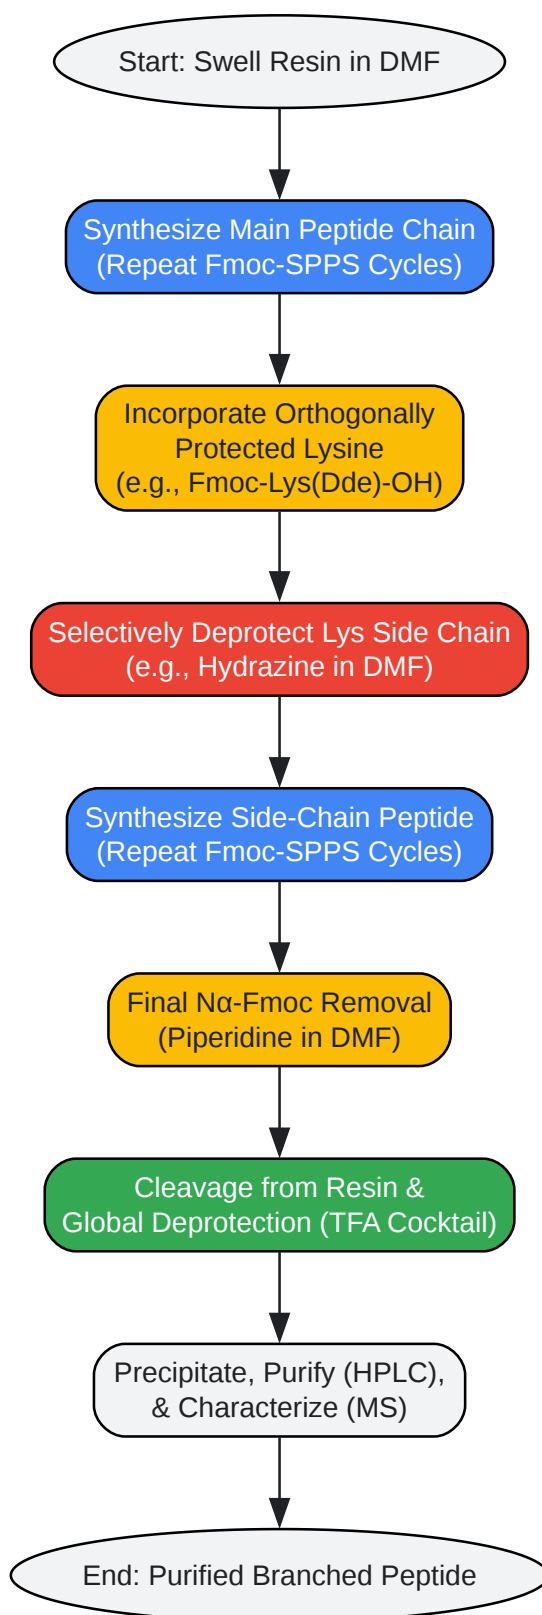 Start: Swell Resin in DMF
Synthesize Main Peptide Chain
(Repeat Fmoc-SPPS Cycles)
Incorporate Orthogonally
Protected Lysine
(e.g., Fmoc-Lys(Dde)-OH)
Selectively Deprotect Lys Side Chain
(e.g., Hydrazine in DMF)
Synthesize Side-Chain Peptide
(Repeat Fmoc-SPPS Cycles)
Final Nα-Fmoc Removal
(Piperidine in DMF)
Cleavage from Resin &
Global Deprotection (TFA Cocktail)
Precipitate, Purify (HPLC),
& Characterize (MS)
End: Purified Branched Peptide